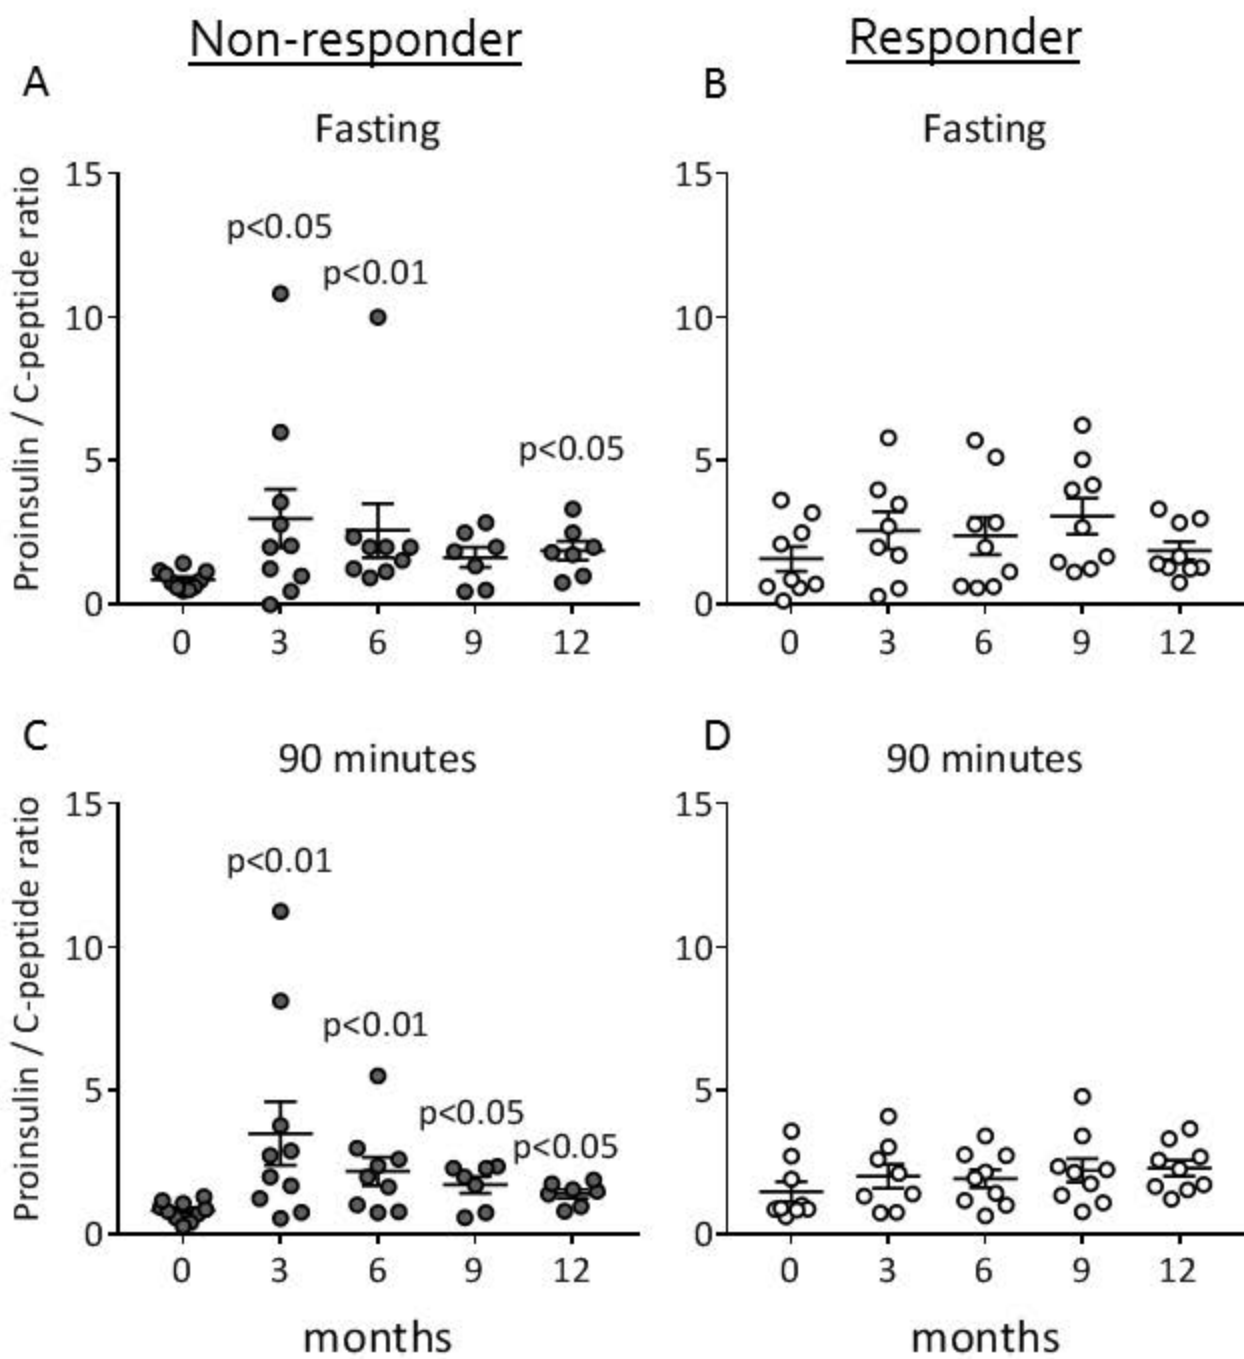 Non-responder
Responder
A
B
Fasting
Fasting
Proinsulin / C-peptide ratio
15
10
5
0
p<0.05
p<0.01
p<0.05
0 3 6 9 12
15
10
5
0
0 3 6 9 12
C
D
90 minutes
90 minutes
Proinsulin / C-peptide ratio
15
10
5
0
p<0.01
p<0.01
p<0.05
p<0.05
0 3 6 9 12
months
15
10
5
0
0 3 6 9 12
months